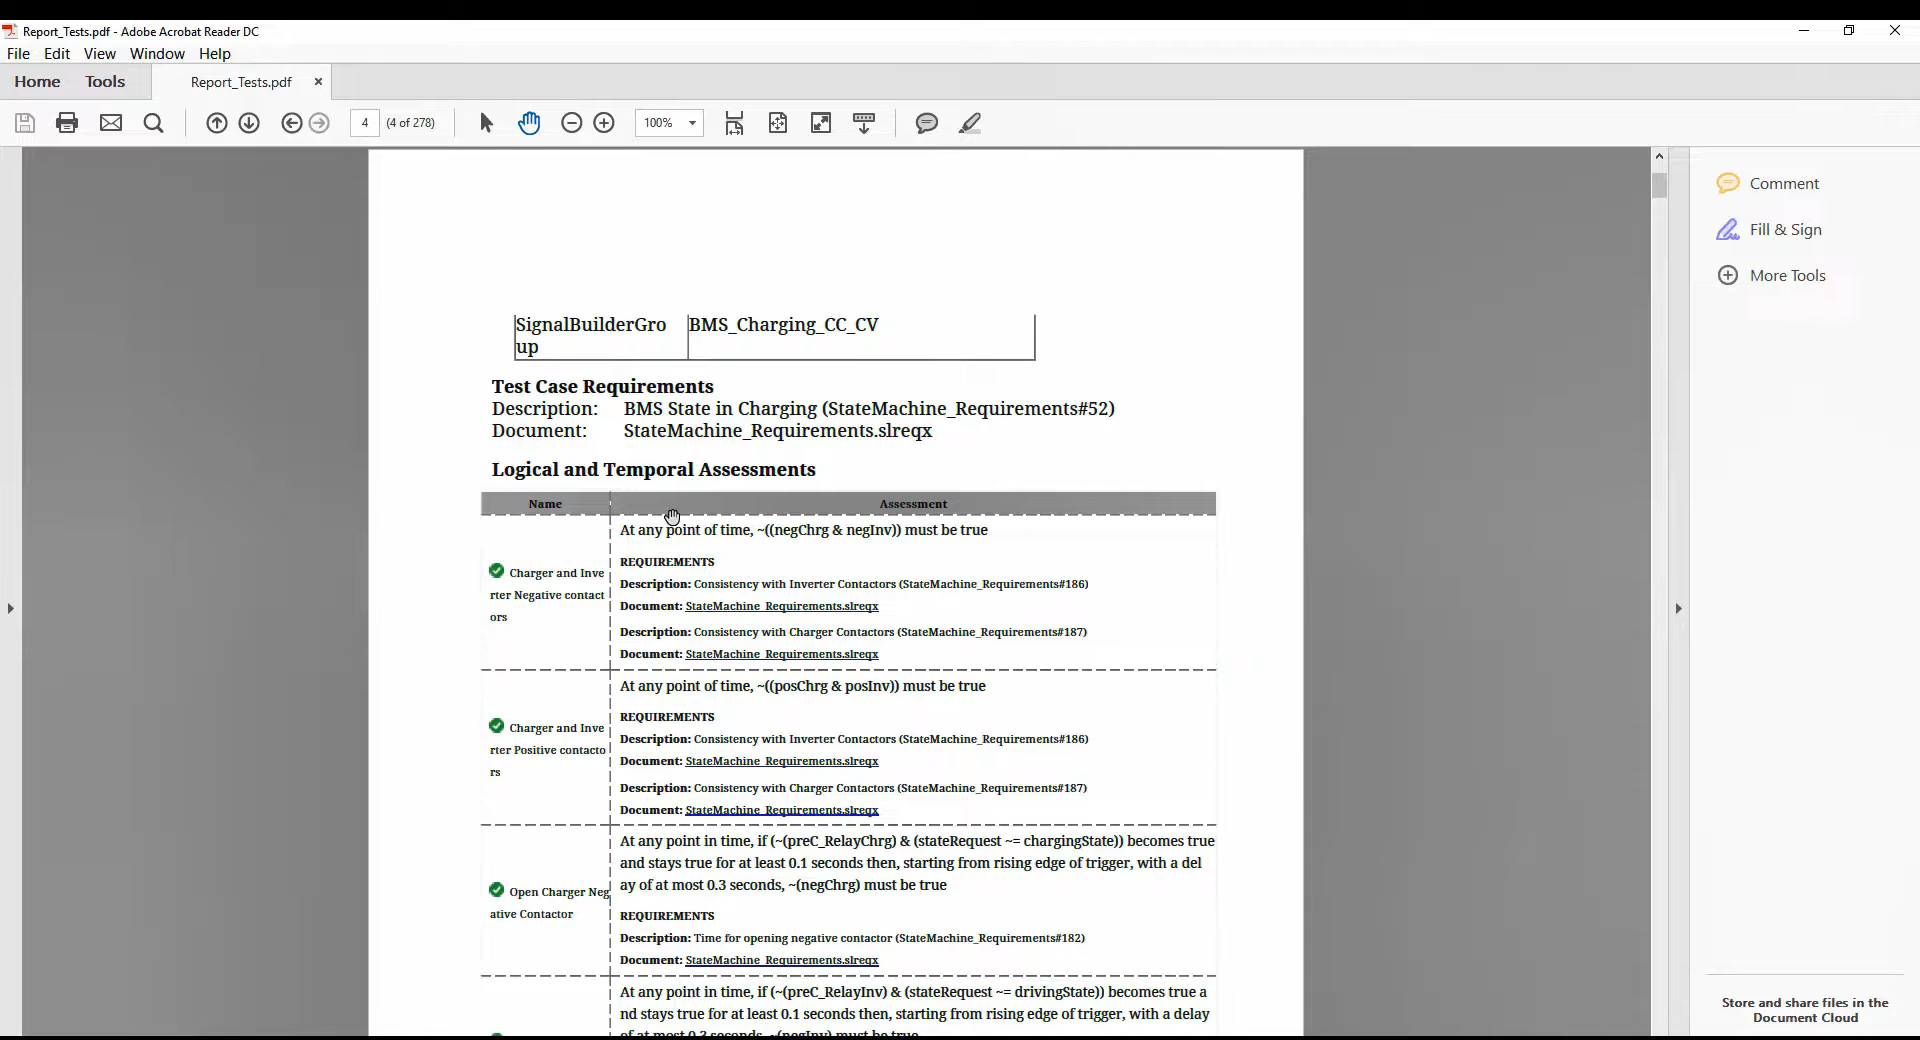 Report_Tests.pdf - Adobe Acrobat Reader DC
File Edit View Window Help
Home Tools Report_Tests.pdf ×
4 (4 of 278) 100%
Comment
Fill & Sign
More Tools
SignalBuilderGro
up
BMS_Charging_CC_CV
Test Case Requirements
Description: BMS State in Charging (StateMachine_Requirements#52)
Document: StateMachine_Requirements.slreqx
Logical and Temporal Assessments
Name Assessment
Charger and Inve
rter Negative contact
ors
At any point of time, ~((negChrg & negInv)) must be true
REQUIREMENTS
Description: Consistency with Inverter Contactors (StateMachine_Requirements#186)
Document: StateMachine_Requirements.slreqx
Description: Consistency with Charger Contactors (StateMachine_Requirements#187)
Document: StateMachine_Requirements.slreqx
Charger and Inve
rter Positive contacto
rs
At any point of time, ~((posChrg & posInv)) must be true
REQUIREMENTS
Description: Consistency with Inverter Contactors (StateMachine_Requirements#186)
Document: StateMachine_Requirements.slreqx
Description: Consistency with Charger Contactors (StateMachine_Requirements#187)
Document: StateMachine_Requirements.slreqx
Open Charger Neg
ative Contactor
At any point in time, if (~(preC_RelayChrg) & (stateRequest ~= chargingState)) becomes true
and stays true for at least 0.1 seconds then, starting from rising edge of trigger, with a del
ay of at most 0.3 seconds, ~(negChrg) must be true
REQUIREMENTS
Description: Time for opening negative contactor (StateMachine_Requirements#182)
Document: StateMachine_Requirements.slreqx
At any point in time, if (~(preC_RelayInv) & (stateRequest ~= drivingState)) becomes true a
nd stays true for at least 0.1 seconds then, starting from rising edge of trigger, with a delay
of at most 0.3 seconds, ~(negInv) must be true
Store and share files in the
Document Cloud